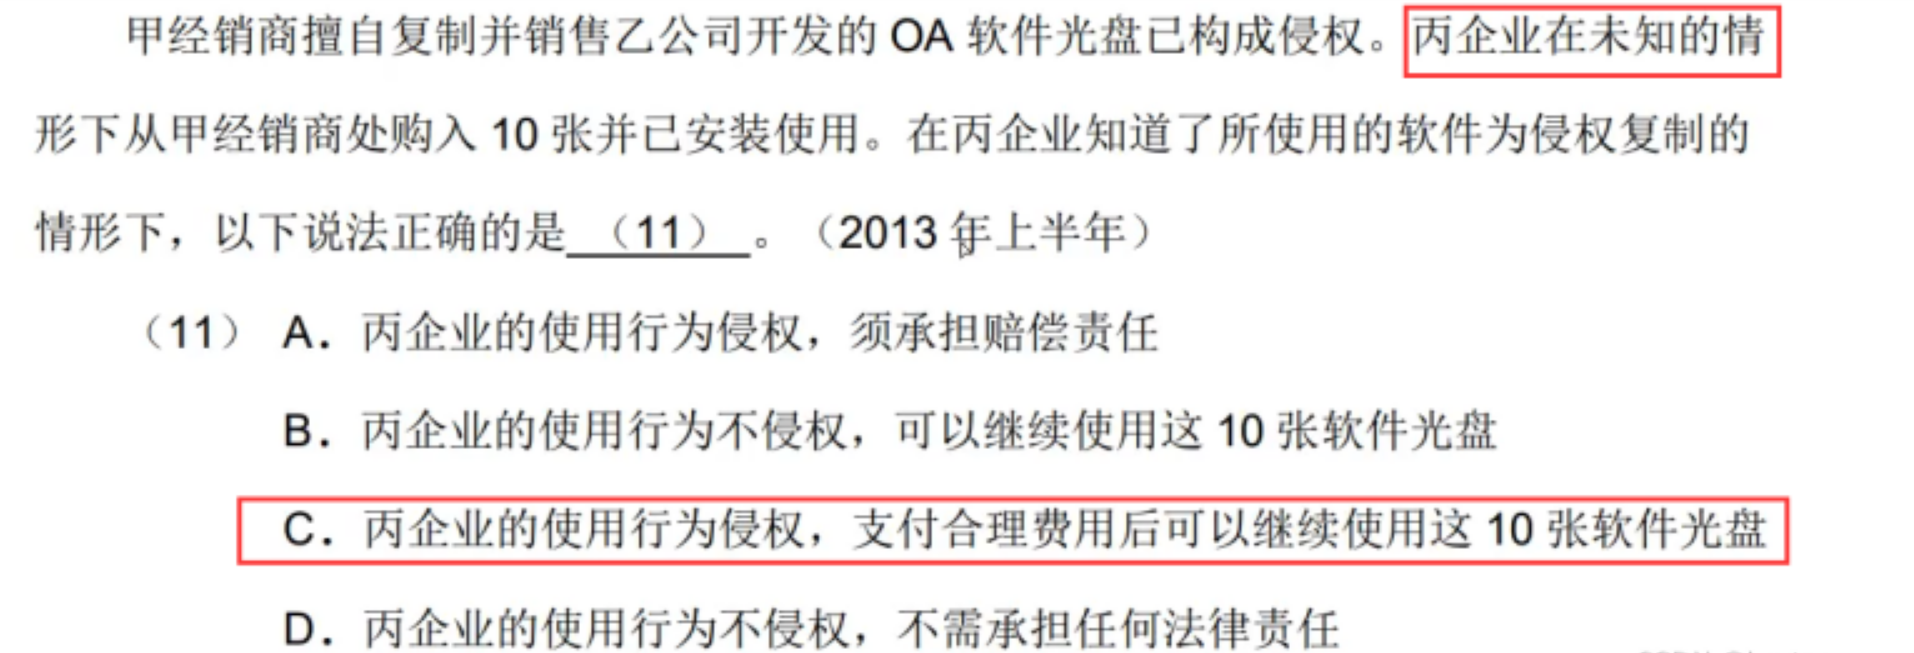 甲经销商擅自复制并销售乙公司开发的 OA 软件光盘已构成侵权。丙企业在未知的情
形下从甲经销商处购入 10 张并已安装使用。在丙企业知道了所使用的软件为侵权复制的
情形下，以下说法正确的是 （11） 。（2013 年上半年）
（11） A．丙企业的使用行为侵权，须承担赔偿责任
B．丙企业的使用行为不侵权，可以继续使用这 10 张软件光盘
C．丙企业的使用行为侵权，支付合理费用后可以继续使用这 10 张软件光盘
D．丙企业的使用行为不侵权，不需承担任何法律责任